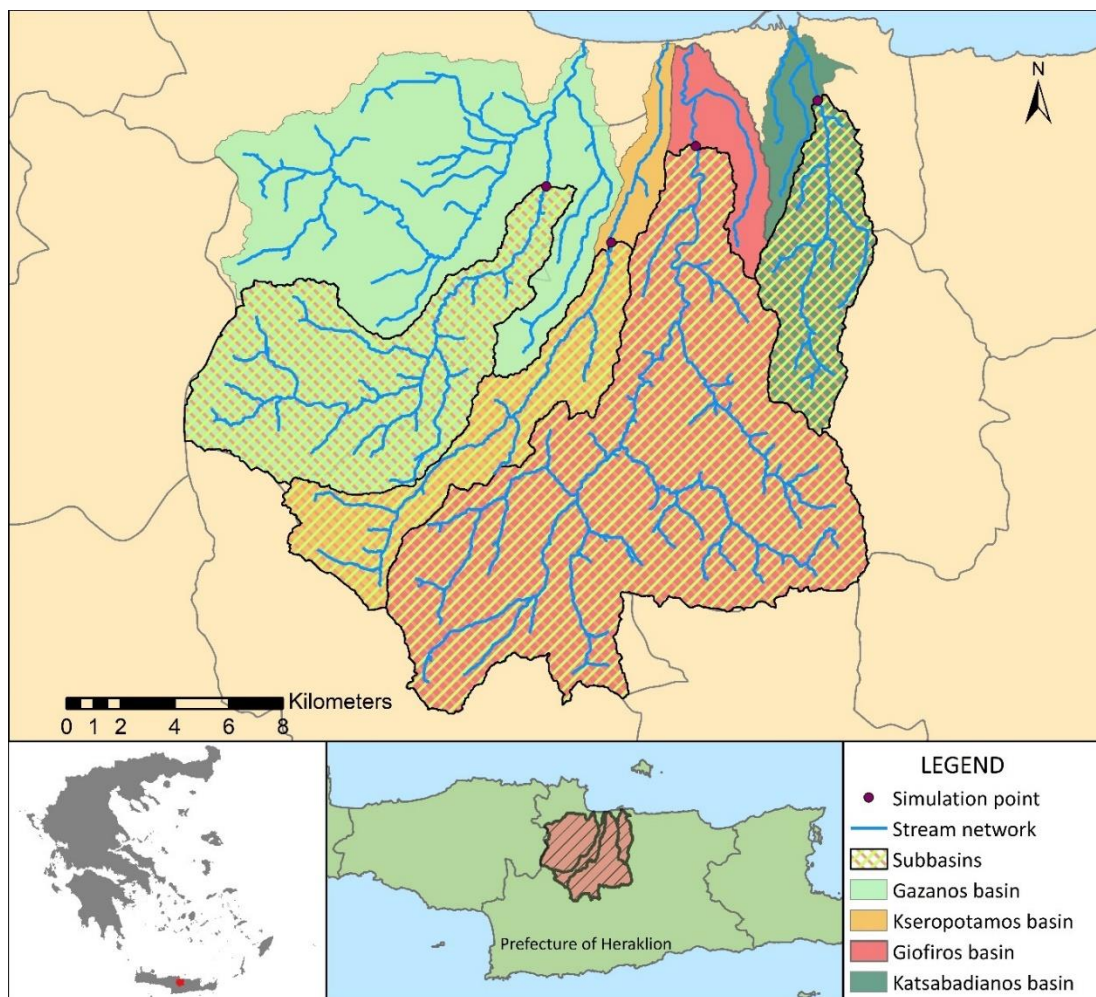 N
Kilometers
0 1 2 4 6 8
Prefecture of Heraklion
LEGEND
Simulation point
Stream network
Subbasins
Gazanos basin
Kseropotamos basin
Giofiros basin
Katsabadianos basin